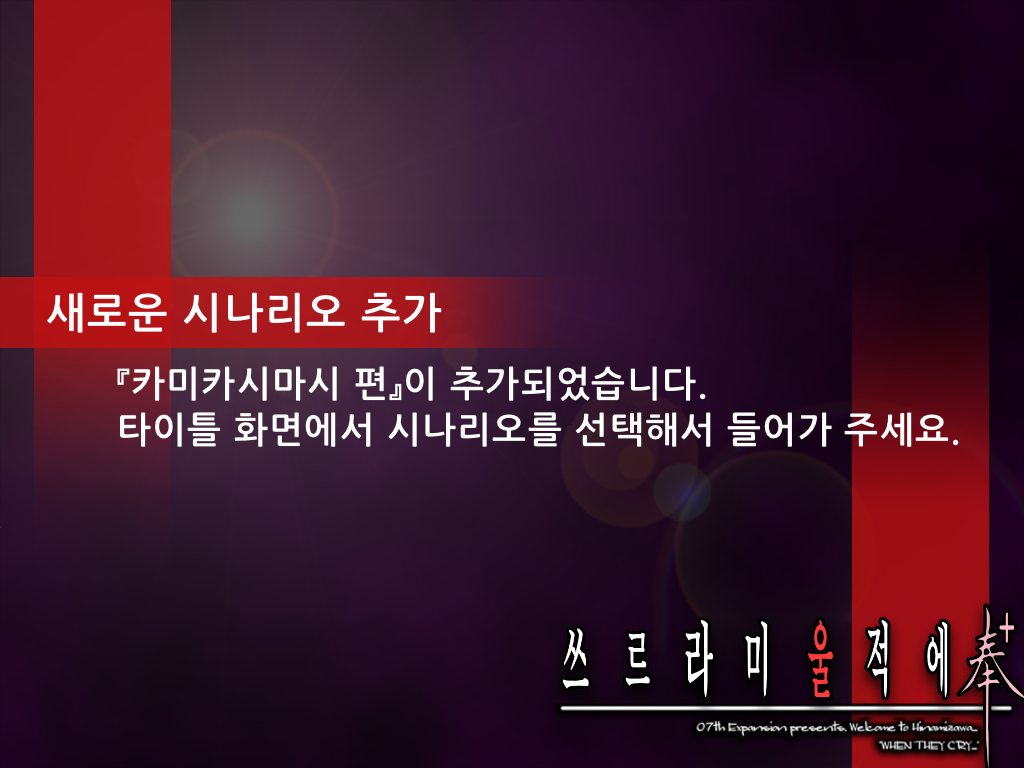 새로운 시나리오 추가
『카미카시마시 편』이 추가되었습니다.
타이틀 화면에서 시나리오를 선택해서 들어가 주세요.
쓰르라미울적에奉+
07th Expansion presents. Welcome to Hinamizawa...
"WHEN THEY CRY..."